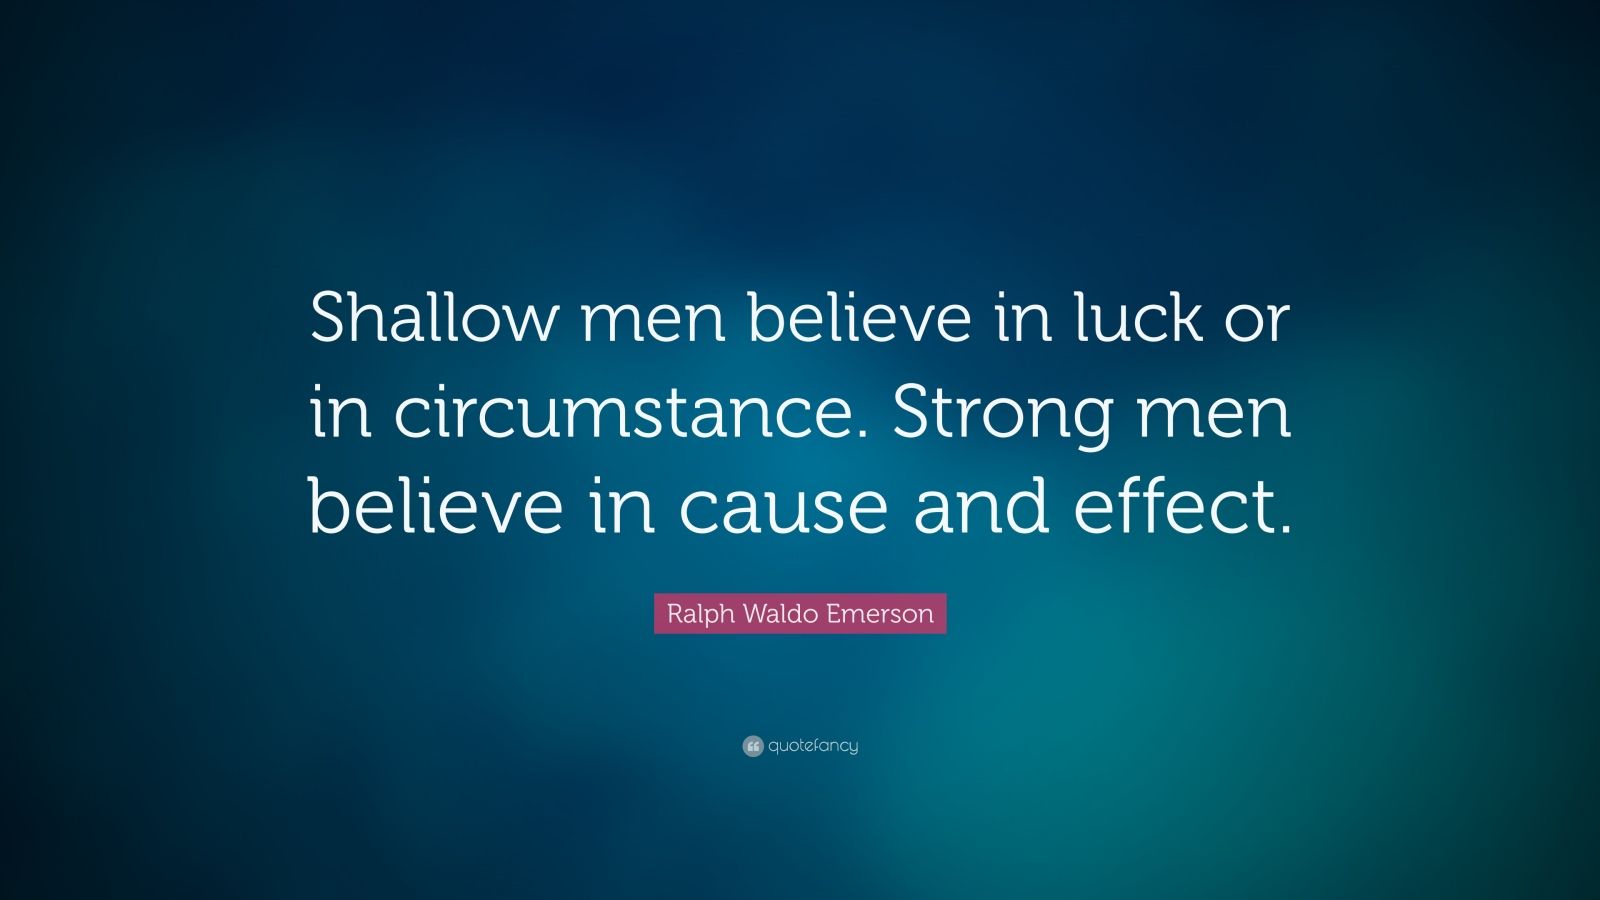 Shallow men believe in luck or
in circumstance. Strong men
believe in cause and effect.
Ralph Waldo Emerson
quotefancy